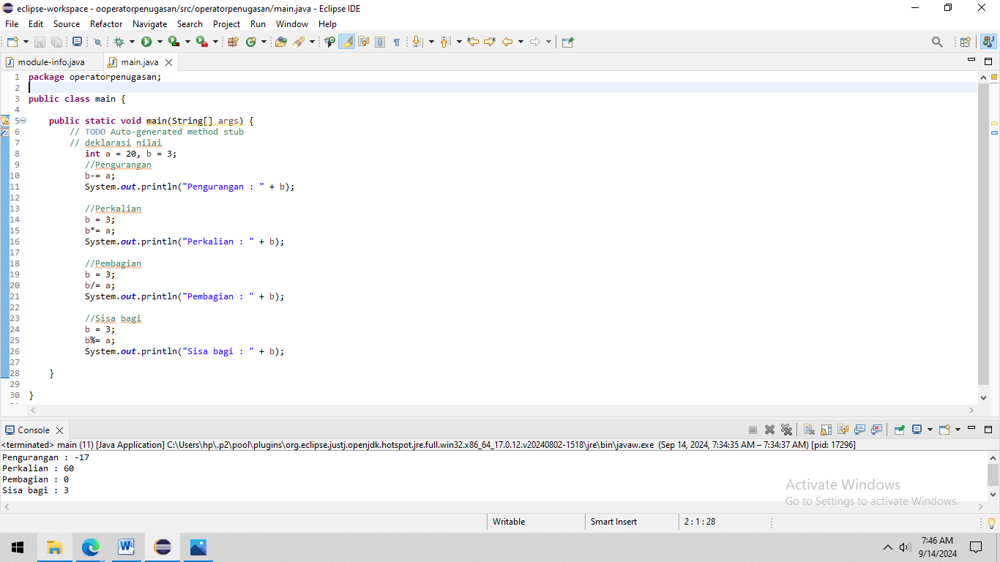 eclipse-workspace - ooperatorpenugasan/src/operatorpenugasan/main.java - Eclipse IDE
File Edit Source Refactor Navigate Search Project Run Window Help
module-info.java main.java
1 package operatorpenugasan;
2
3 public class main {
4
5 public static void main(String[] args) {
6 // TODO Auto-generated method stub
7 // deklarasi nilai
8 int a = 20, b = 3;
9 //Pengurangan
10 b-= a;
11 System.out.println("Pengurangan : " + b);
12
13 //Perkalian
14 b = 3;
15 b*= a;
16 System.out.println("Perkalian : " + b);
17
18 //Pembagian
19 b = 3;
20 b/= a;
21 System.out.println("Pembagian : " + b);
22
23 //Sisa bagi
24 b = 3;
25 b%= a;
26 System.out.println("Sisa bagi : " + b);
27
28 }
29
30 }
Console
<terminated> main (11) [Java Application] C:\Users\hp\.p2\pool\plugins\org.eclipse.justj.openjdk.hotspot.jre.full.win32.x86_64_17.0.12.v20240802-1518\jre\bin\javaw.exe (Sep 14, 2024, 7:34:35 AM – 7:34:37 AM) [pid: 17296]
Pengurangan : -17
Perkalian : 60
Pembagian : 0
Sisa bagi : 3
Activate Windows
Go to Settings to activate Windows.
Writable Smart Insert 2 : 1 : 28
7:46 AM
9/14/2024